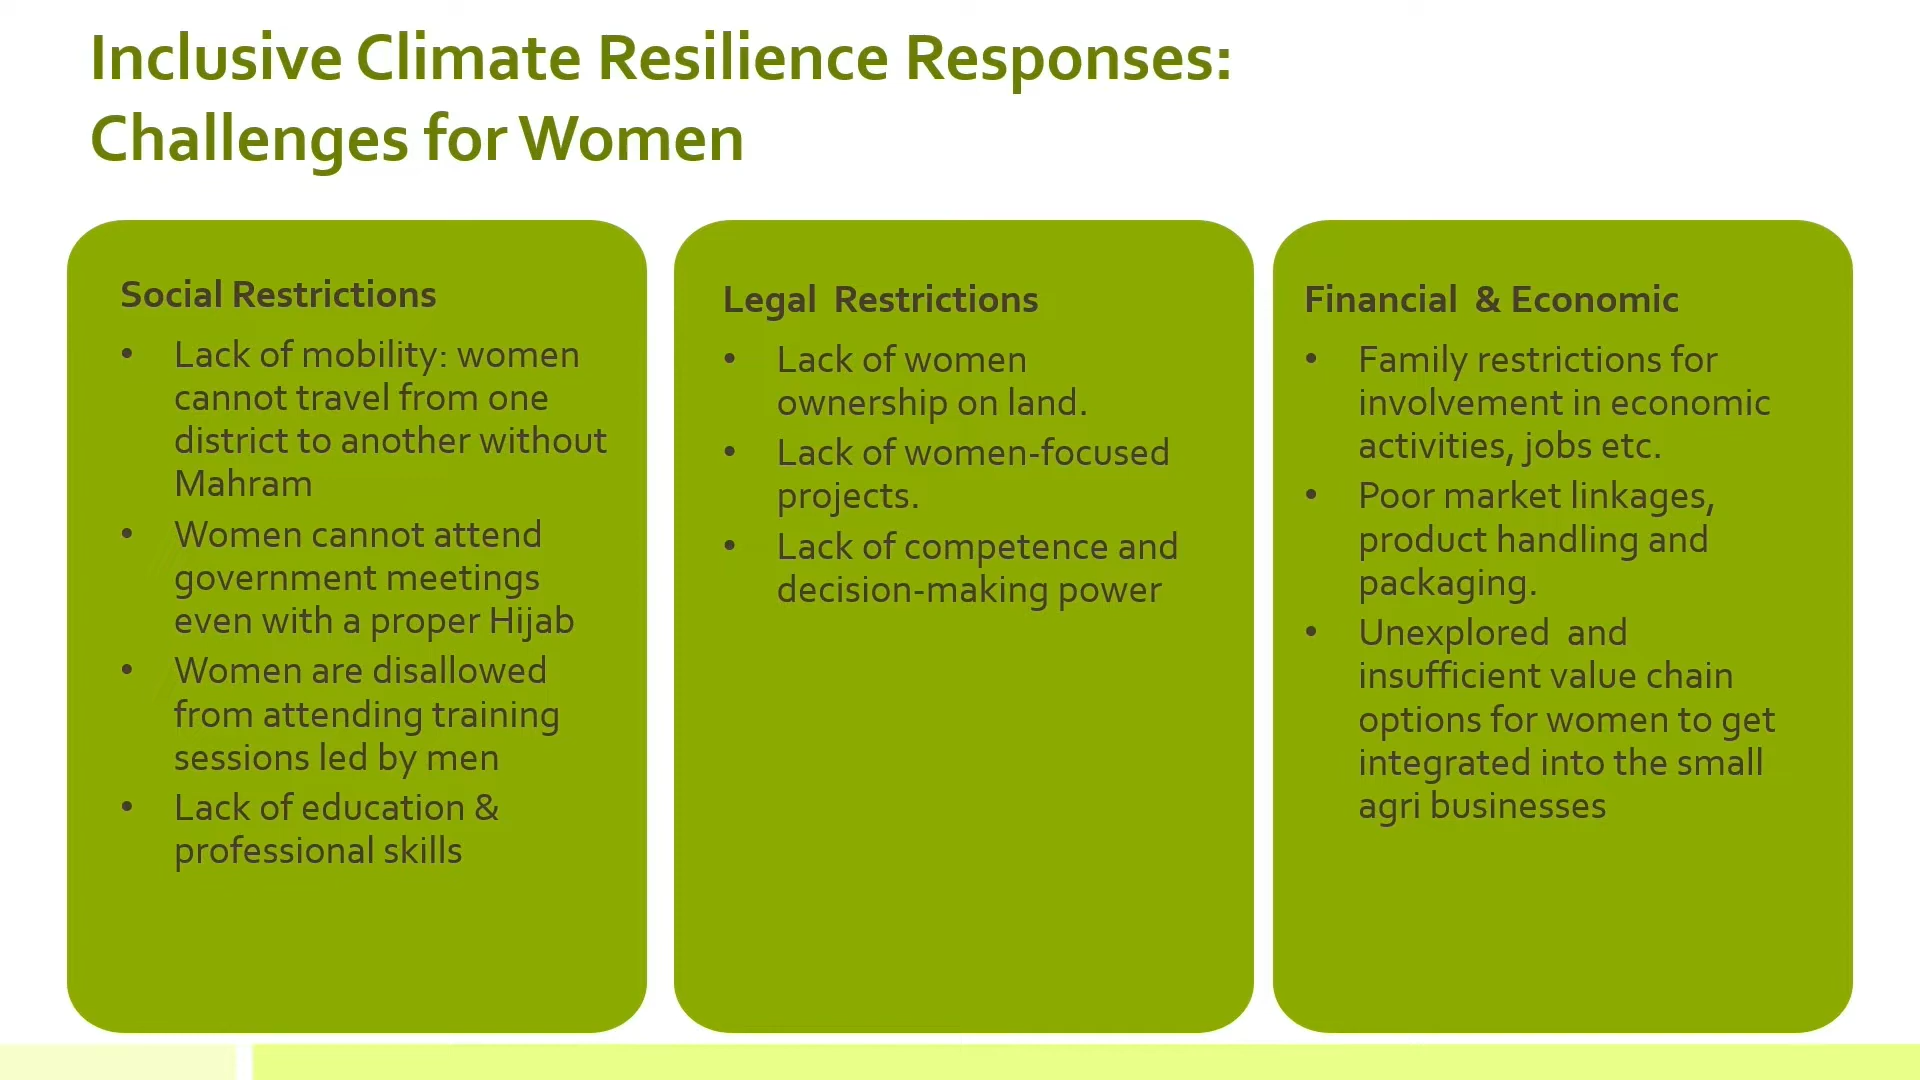 Inclusive Climate Resilience Responses:
Challenges for Women
Social Restrictions
• Lack of mobility: women
cannot travel from one
district to another without
Mahram
• Women cannot attend
government meetings
even with a proper Hijab
• Women are disallowed
from attending training
sessions led by men
• Lack of education &
professional skills
Legal  Restrictions
• Lack of women
ownership on land.
• Lack of women-focused
projects.
• Lack of competence and
decision-making power
Financial  & Economic
• Family restrictions for
involvement in economic
activities, jobs etc.
• Poor market linkages,
product handling and
packaging.
• Unexplored  and
insufficient value chain
options for women to get
integrated into the small
agri businesses